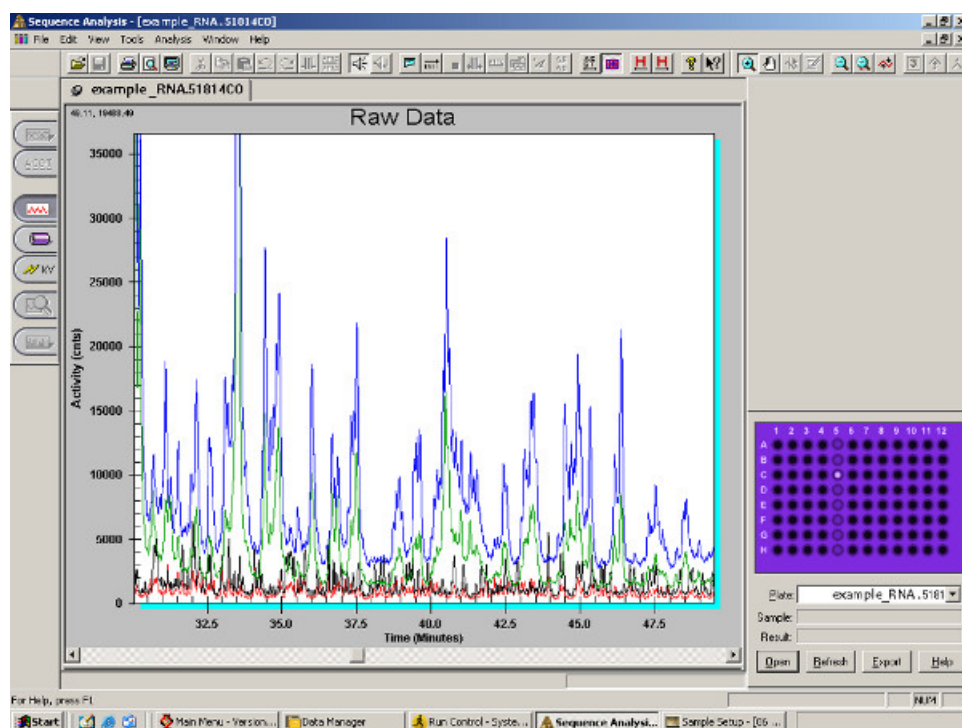 Sequence Analysis - [example_RNA.51814C0]
File Edit View Tools Analysis Window Help
example_RNA.51814C0
Raw Data
35000
30000
25000
20000
15000
10000
5000
0
Activity (cnts)
32.5 35.0 37.5 40.0 42.5 45.0 47.5
Time (Minutes)
KV
1 2 3 4 5 6 7 8 9 10 11 12
A
B
C
D
E
F
G
H
Plate: example_RNA.5181
Sample:
Result:
Open Refresh Export Help
For Help, press F1
NUM
Start Main Menu - Version... Data Manager Run Control - Syste... Sequence Analysi... Sample Setup - [06 ...